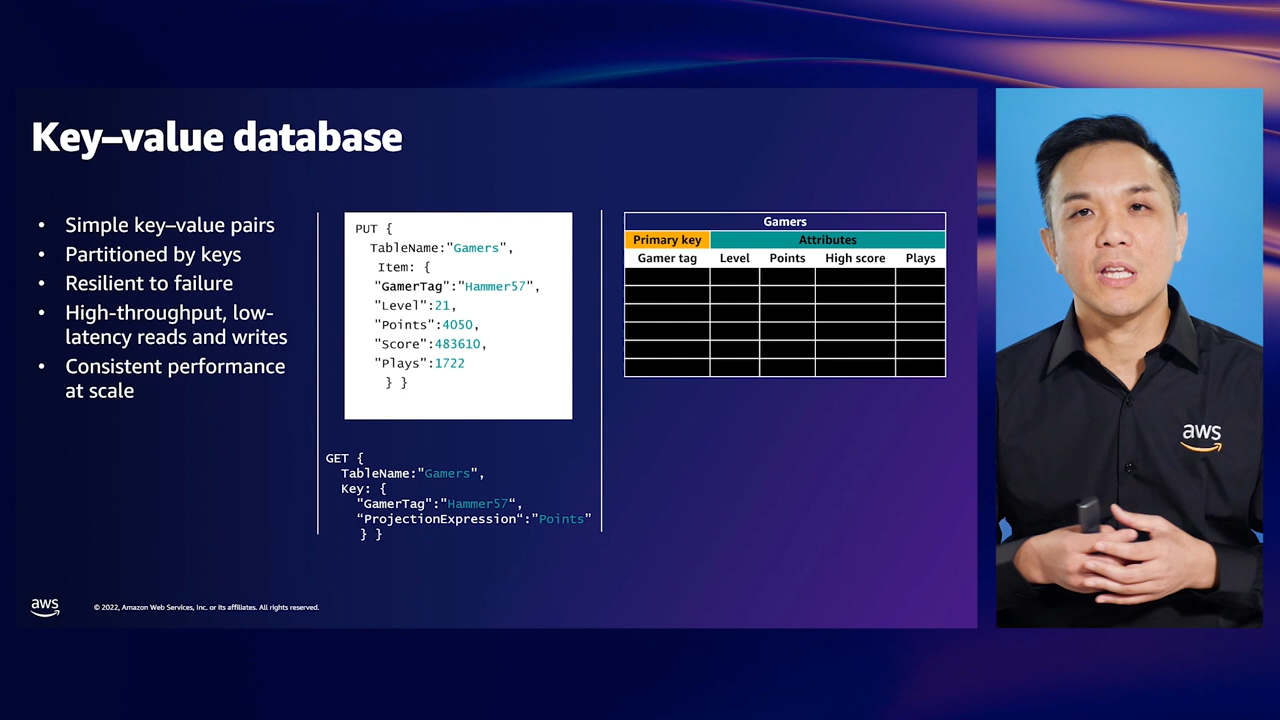 Key–value database
• Simple key–value pairs
• Partitioned by keys
• Resilient to failure
• High-throughput, low-
latency reads and writes
• Consistent performance
at scale
PUT {
TableName:"Gamers",
Item: {
"GamerTag":"Hammer57",
"Level":21,
"Points":4050,
"Score":483610,
"Plays":1722
} }
GET {
TableName:"Gamers",
Key: {
"GamerTag":"Hammer57“,
“ProjectionExpression“:”Points”
} }
Gamers
Primary key Attributes
Gamer tag Level Points High score Plays
aws
aws
© 2022, Amazon Web Services, Inc. or its affiliates. All rights reserved.